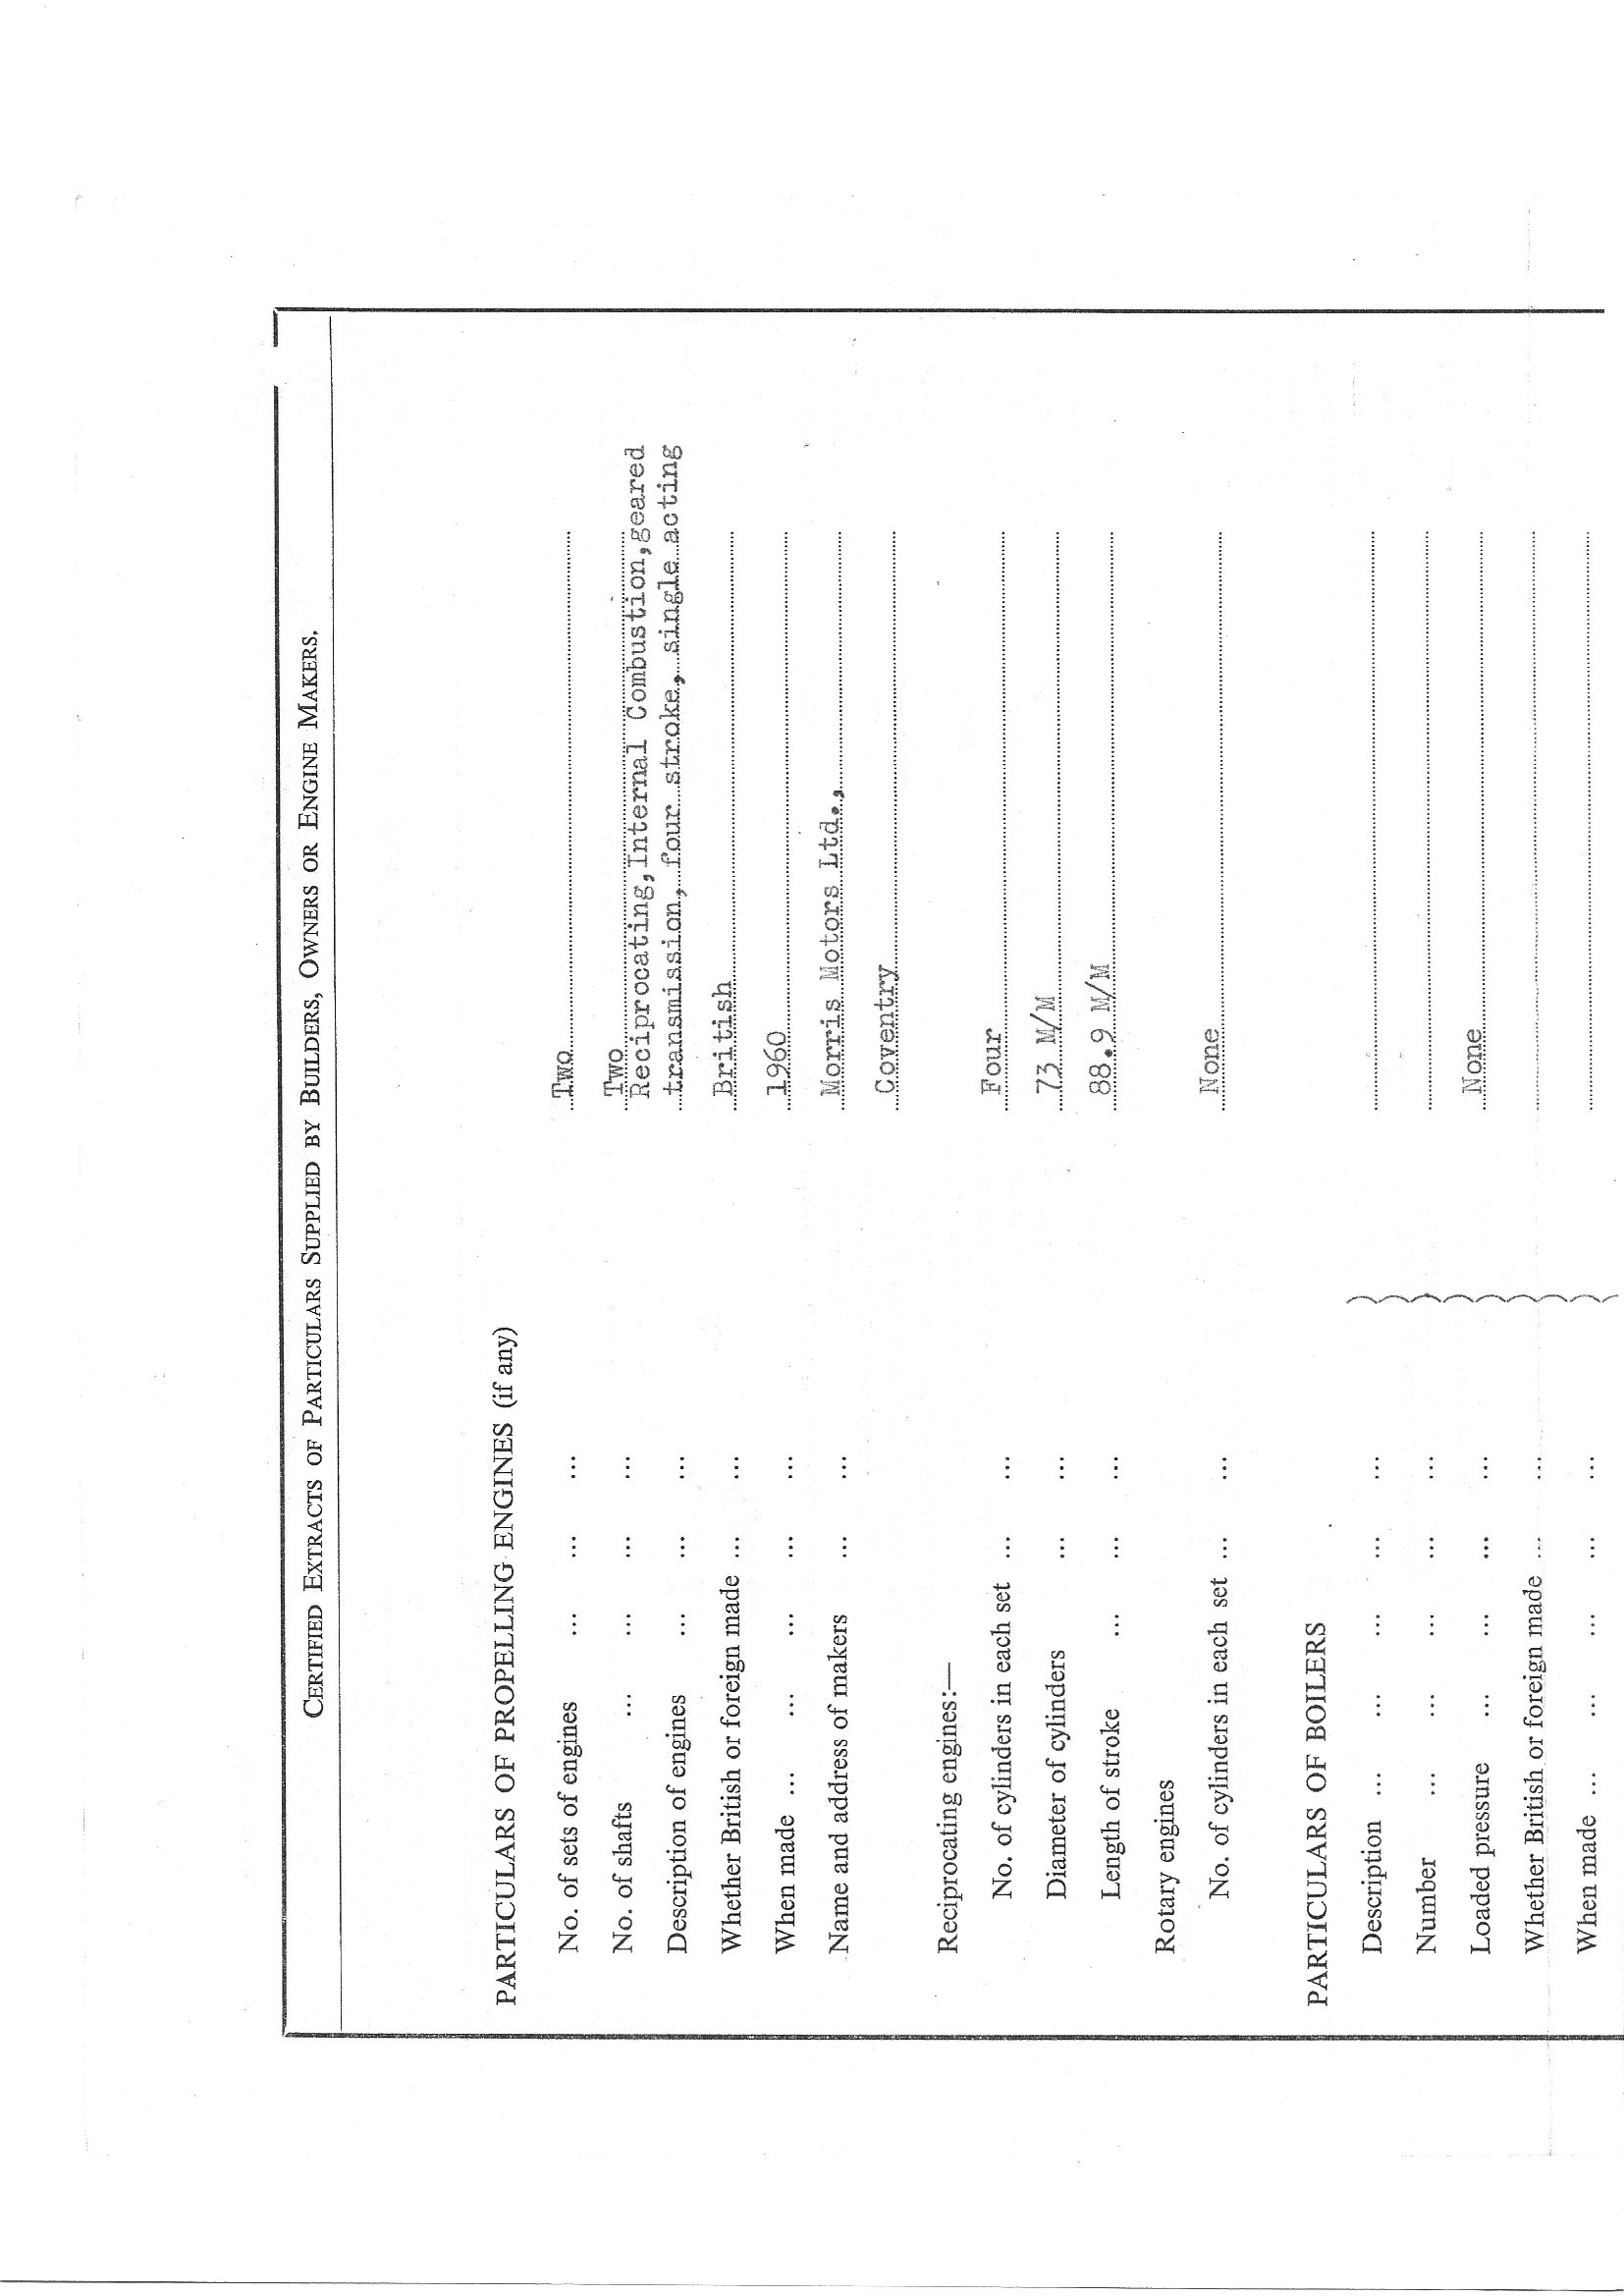 CERTIFIED EXTRACTS OF PARTICULARS SUPPLIED BY BUILDERS, OWNERS OR ENGINE MAKERS.
PARTICULARS OF PROPELLING ENGINES (if any)
No. of sets of engines ... ... ... Two
No. of shafts ... ... ... ... Two
Reciprocating,Internal Combustion,geared
Description of engines ... ... ... transmission, four stroke, single acting
Whether British or foreign made ... ... British
When made ... ... ... ... ... 1960
Name and address of makers ... ... Morris Motors Ltd.,
Coventry
Reciprocating engines:—
No. of cylinders in each set ... ... Four
Diameter of cylinders ... ... 73 M/M
Length of stroke ... ... ... 88.9 M/M
Rotary engines
No. of cylinders in each set ... ... None
PARTICULARS OF BOILERS
Description ... ... ... ... ...
Number ... ... ... ... ...
Loaded pressure ... ... ... ... None
Whether British or foreign made ... ...
When made ... ... ... ... ...